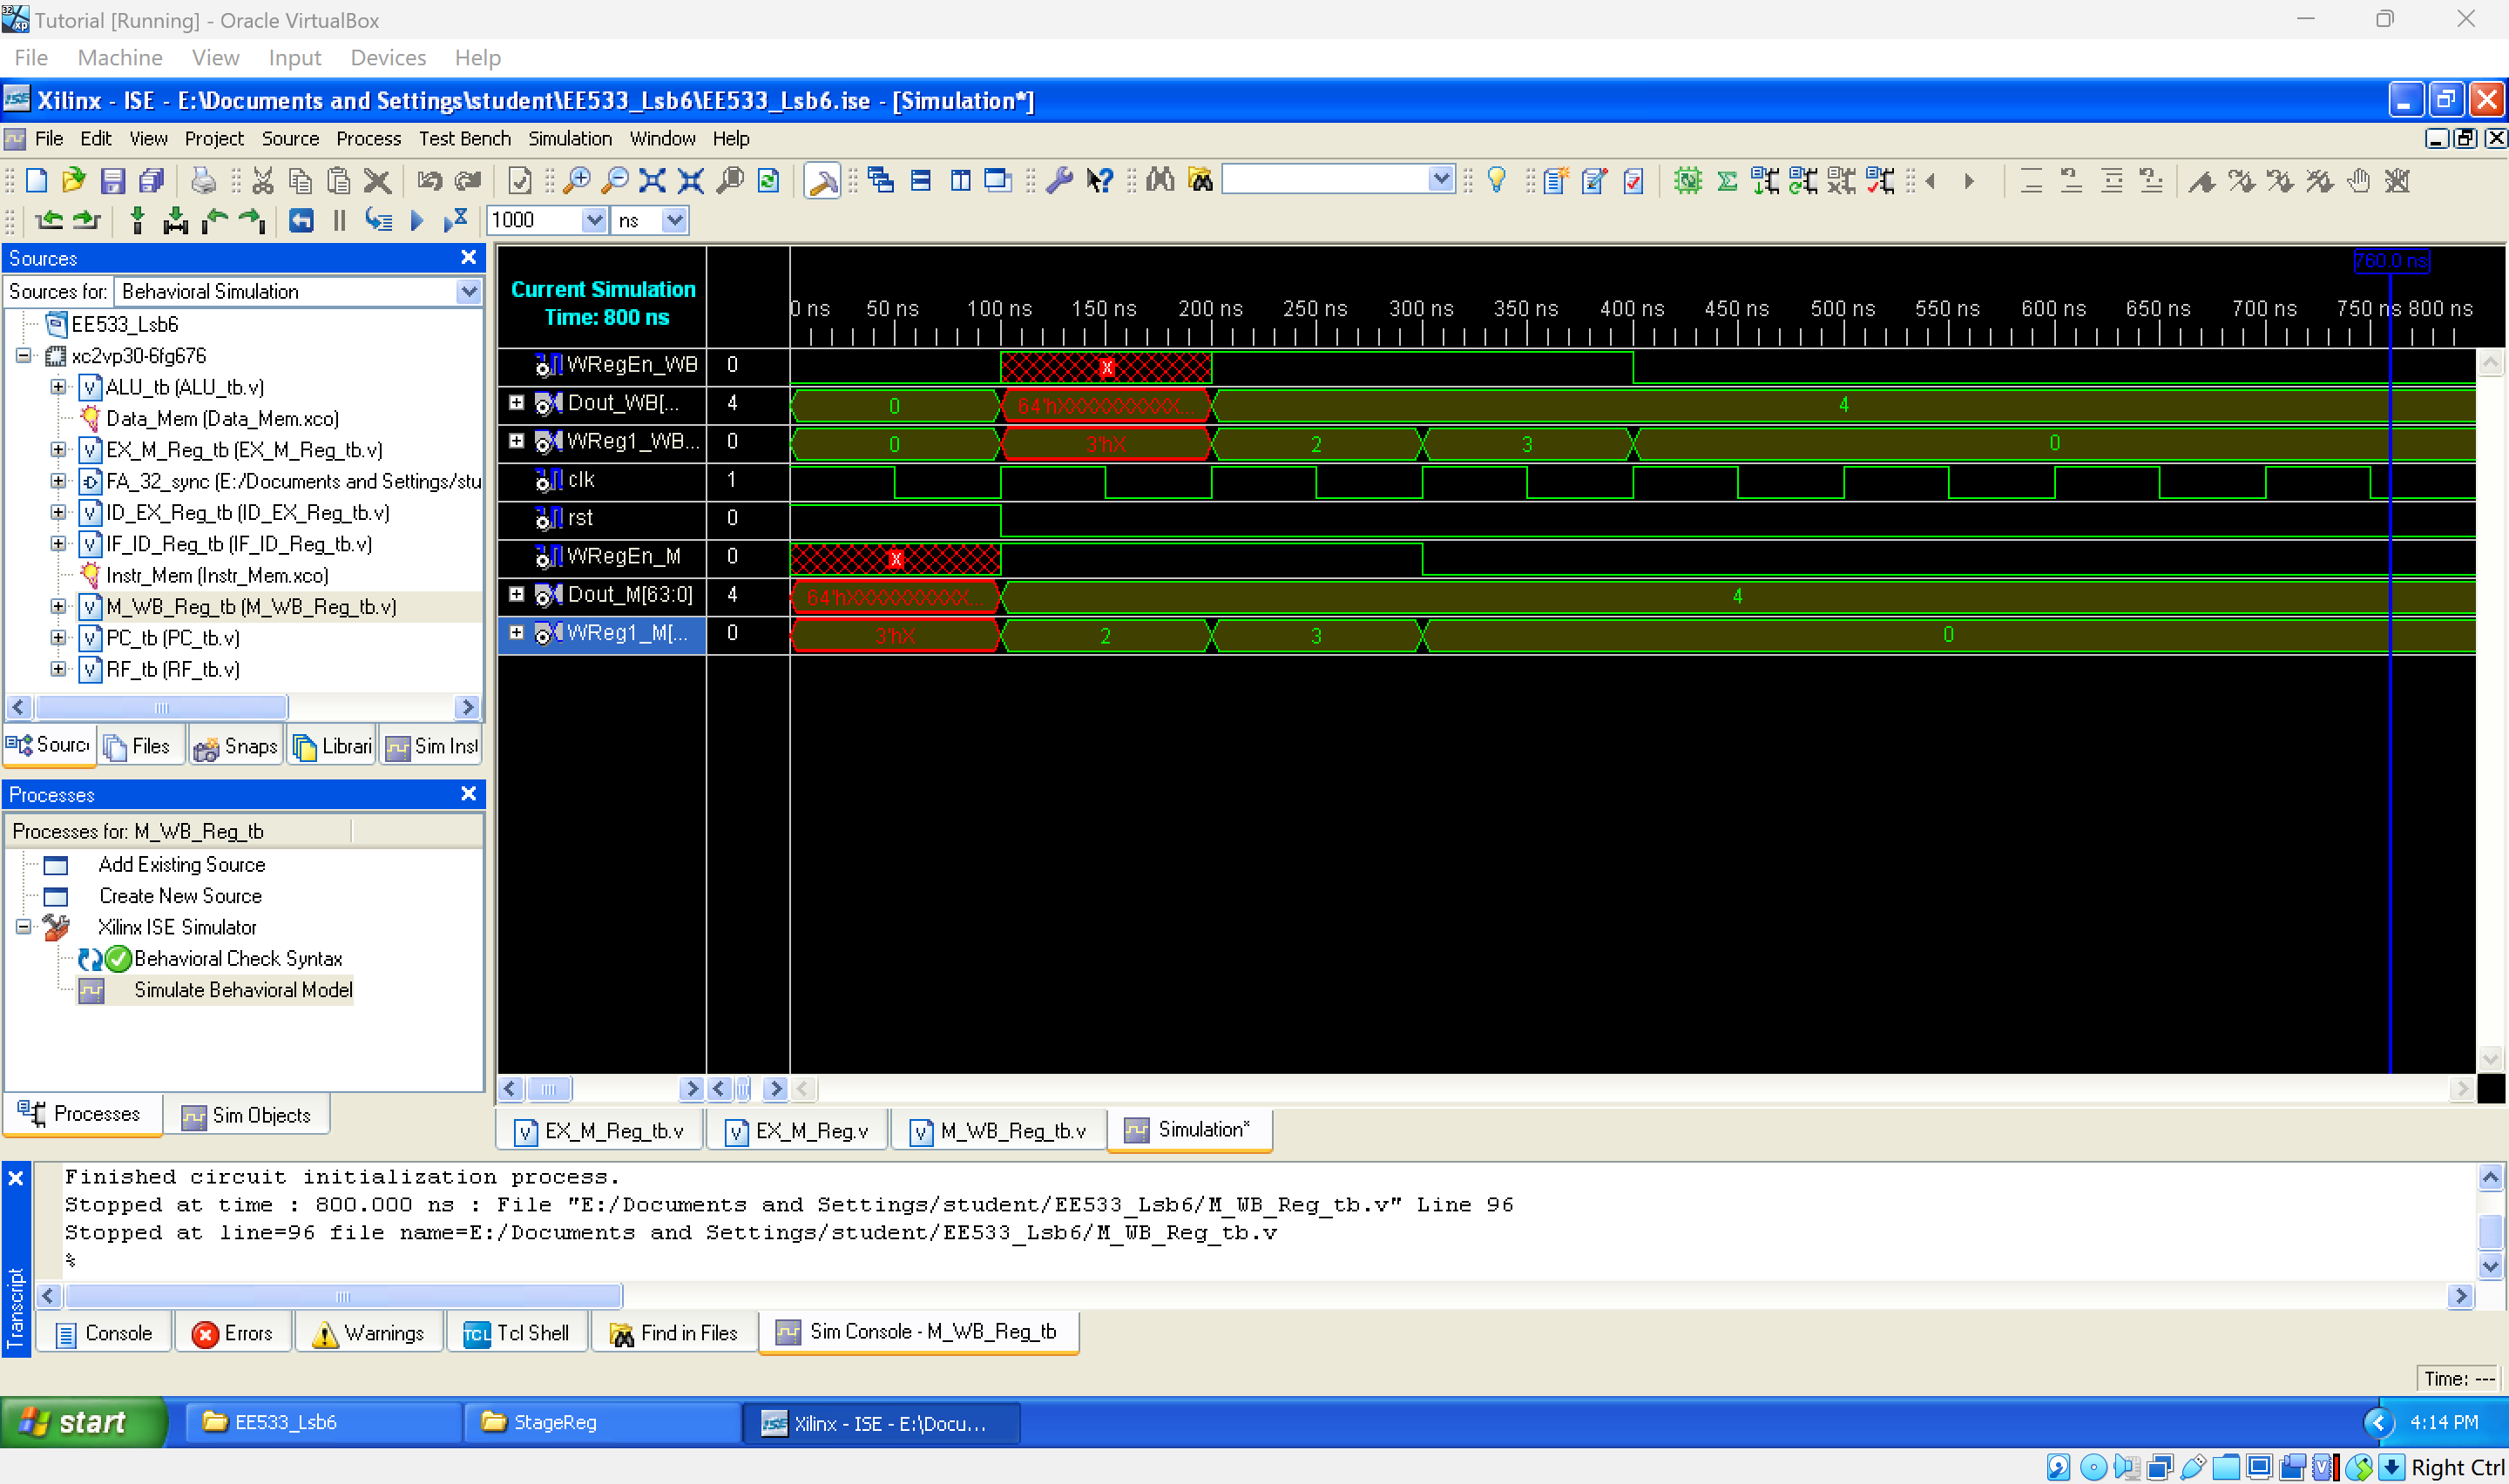 Tutorial [Running] - Oracle VirtualBox
File Machine View Input Devices Help
Xilinx - ISE - E:\Documents and Settings\student\EE533_Lsb6\EE533_Lsb6.ise - [Simulation*]
File Edit View Project Source Process Test Bench Simulation Window Help
1000 ns
Sources
Sources for: Behavioral Simulation
EE533_Lsb6
xc2vp30-6fg676
ALU_tb (ALU_tb.v)
Data_Mem (Data_Mem.xco)
EX_M_Reg_tb (EX_M_Reg_tb.v)
FA_32_sync (E:/Documents and Settings/stu
ID_EX_Reg_tb (ID_EX_Reg_tb.v)
IF_ID_Reg_tb (IF_ID_Reg_tb.v)
Instr_Mem (Instr_Mem.xco)
M_WB_Reg_tb (M_WB_Reg_tb.v)
PC_tb (PC_tb.v)
RF_tb (RF_tb.v)
Sourc Files Snaps Librari Sim Inst
Processes
Processes for: M_WB_Reg_tb
Add Existing Source
Create New Source
Xilinx ISE Simulator
Behavioral Check Syntax
Simulate Behavioral Model
Processes Sim Objects
Current Simulation
Time: 800 ns
760.0 ns
0 ns 50 ns 100 ns 150 ns 200 ns 250 ns 300 ns 350 ns 400 ns 450 ns 500 ns 550 ns 600 ns 650 ns 700 ns 750 ns 800 ns
WRegEn_WB 0 X
Dout_WB[... 4 0 64'hXXXXXXXXXX... 4
WReg1_WB... 0 0 3'hX 2 3 0
clk 1
rst 0
WRegEn_M 0 X
Dout_M[63:0] 4 64'hXXXXXXXXXX... 4
WReg1_M[... 0 3'hX 2 3 0
EX_M_Reg_tb.v EX_M_Reg.v M_WB_Reg_tb.v Simulation*
Transcript
Finished circuit initialization process.
Stopped at time : 800.000 ns : File "E:/Documents and Settings/student/EE533_Lsb6/M_WB_Reg_tb.v" Line 96
Stopped at line=96 file name=E:/Documents and Settings/student/EE533_Lsb6/M_WB_Reg_tb.v
%
Console Errors Warnings Tcl Shell Find in Files Sim Console - M_WB_Reg_tb
Time: ---
start EE533_Lsb6 StageReg Xilinx - ISE - E:\Docu... 4:14 PM
Right Ctrl